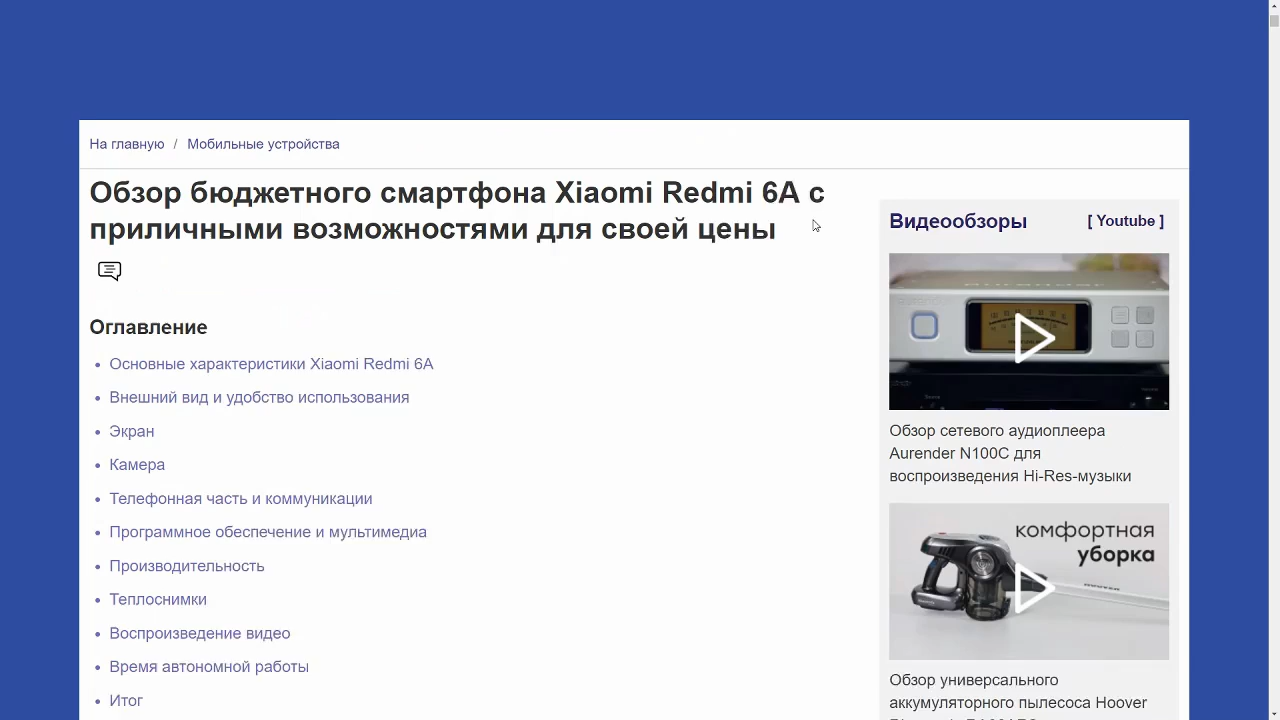 На главную / Мобильные устройства
Обзор бюджетного смартфона Xiaomi Redmi 6A с
приличными возможностями для своей цены
Оглавление
Основные характеристики Xiaomi Redmi 6A
Внешний вид и удобство использования
Экран
Камера
Телефонная часть и коммуникации
Программное обеспечение и мультимедиа
Производительность
Теплоснимки
Воспроизведение видео
Время автономной работы
Итог
Видеообзоры [ Youtube ]
Обзор сетевого аудиоплеера
Aurender N100C для
воспроизведения Hi-Res-музыки
комфортная
уборка
Обзор универсального
аккумуляторного пылесоса Hoover